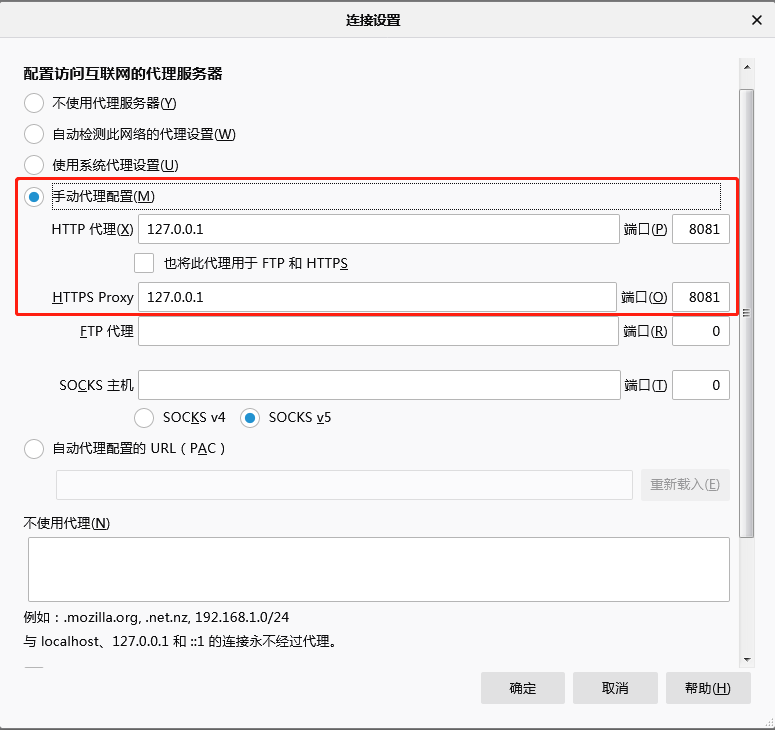 连接设置
配置访问互联网的代理服务器
不使用代理服务器(Y)
自动检测此网络的代理设置(W)
使用系统代理设置(U)
手动代理配置(M)
HTTP 代理(X) 127.0.0.1 端口(P) 8081
也将此代理用于 FTP 和 HTTPS
HTTPS Proxy 127.0.0.1 端口(O) 8081
FTP 代理 端口(R) 0
SOCKS 主机 端口(T) 0
SOCKS v4 SOCKS v5
自动代理配置的 URL（PAC）
重新载入(E)
不使用代理(N)
例如：.mozilla.org, .net.nz, 192.168.1.0/24
与 localhost、127.0.0.1 和 ::1 的连接永不经过代理。
确定 取消 帮助(H)